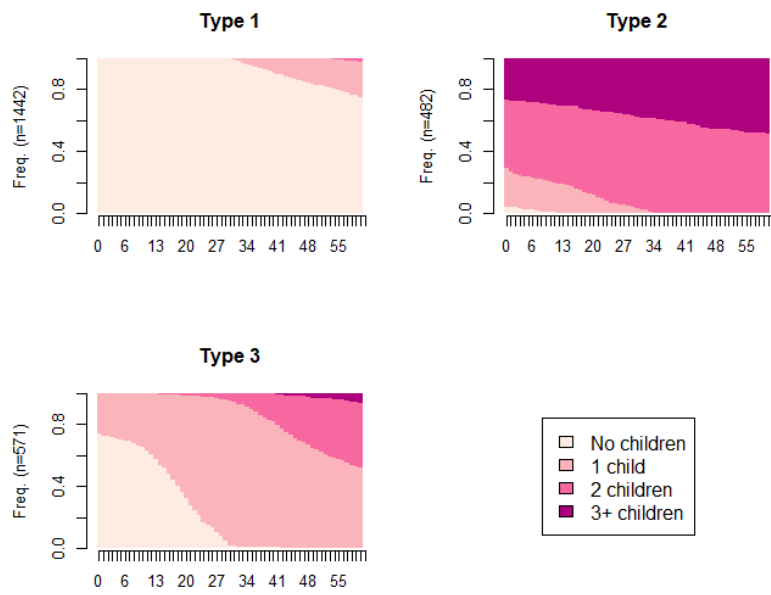 Type 1
Freq. (n=1442)
0.0 0.4 0.8
0 6 13 20 27 34 41 48 55
Type 2
Freq. (n=482)
0.0 0.4 0.8
0 6 13 20 27 34 41 48 55
Type 3
Freq. (n=571)
0.0 0.4 0.8
0 6 13 20 27 34 41 48 55
No children
1 child
2 children
3+ children